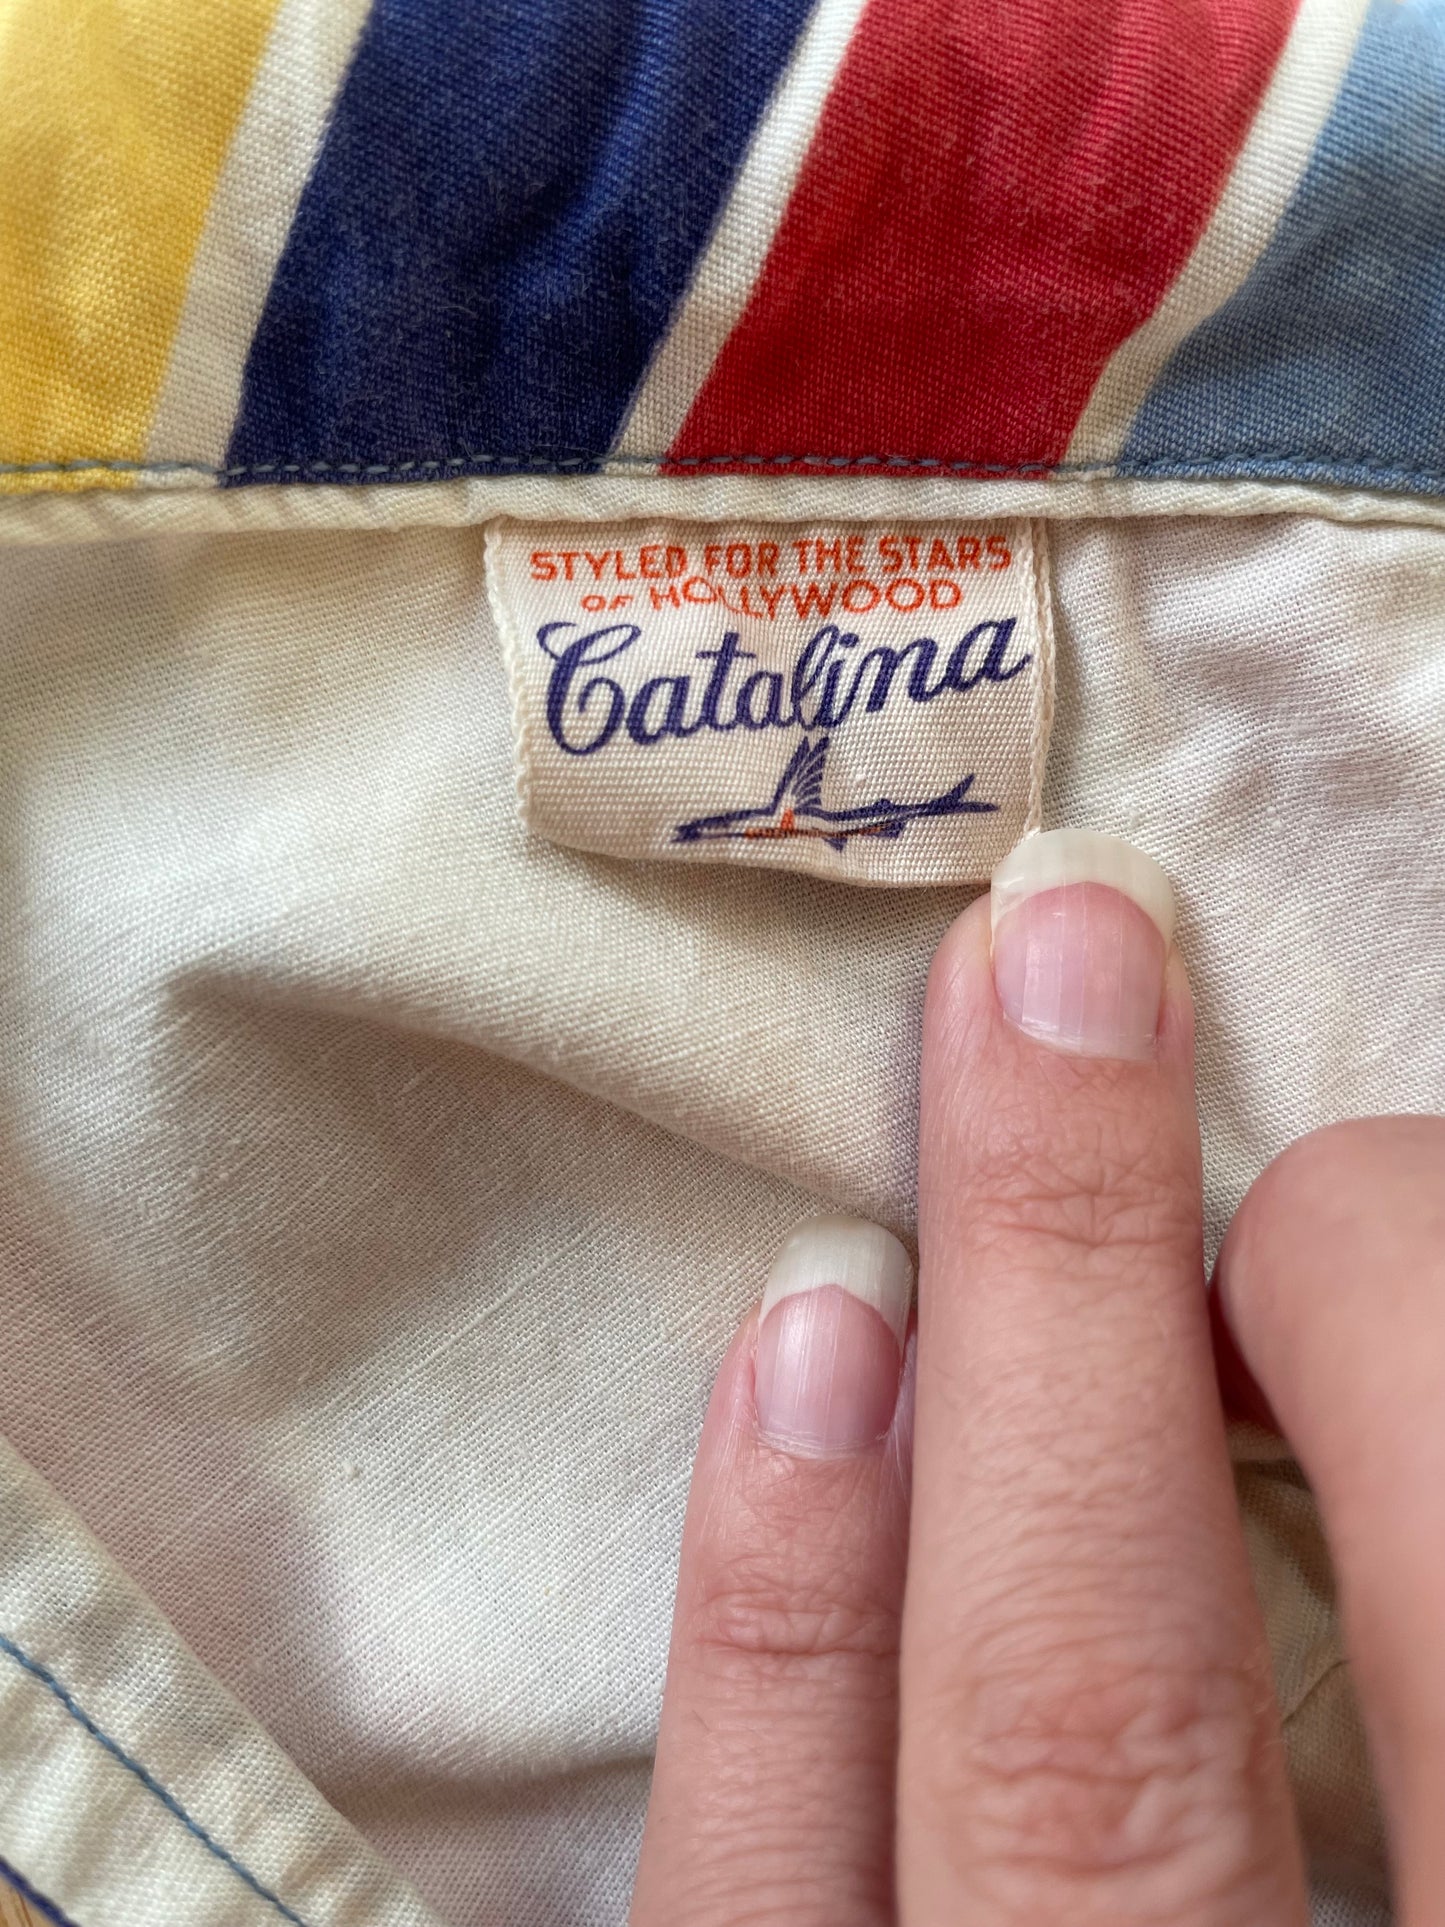 STYLED FOR THE STARS
OF HOLLYWOOD
Catalina